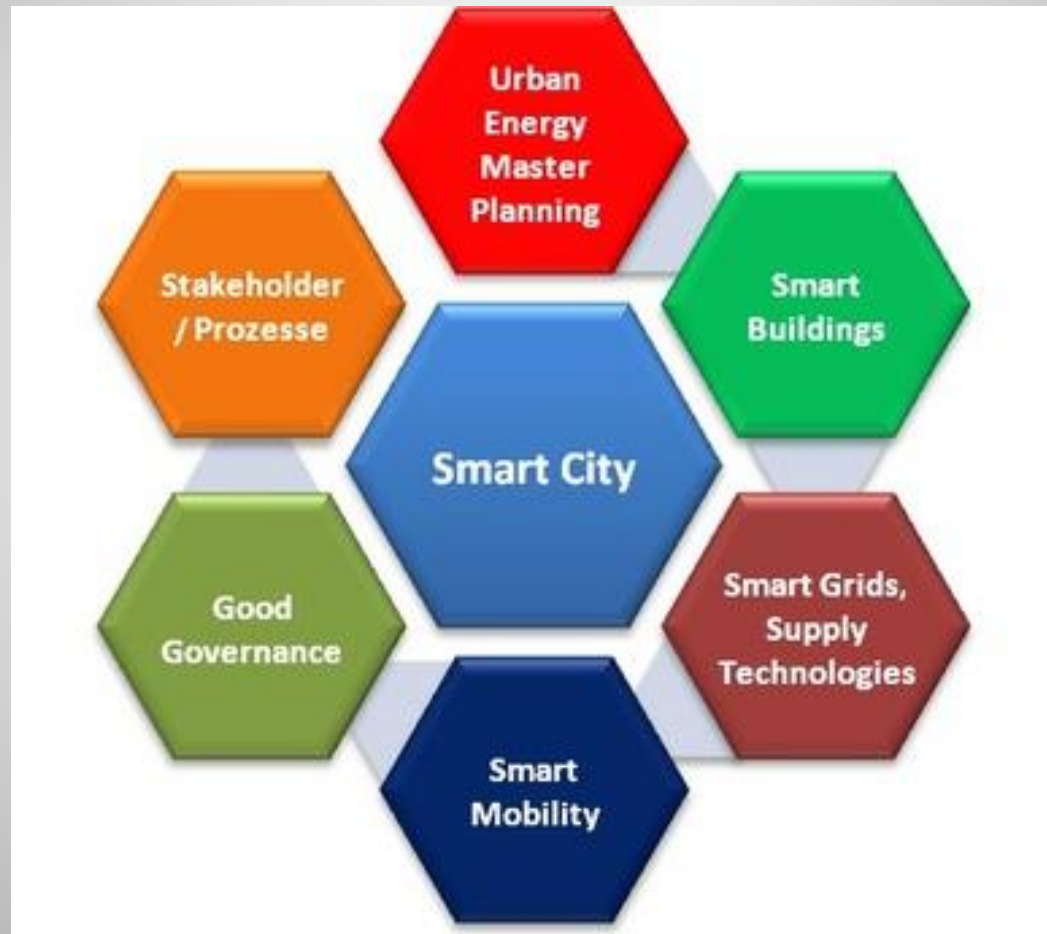 Urban
Energy
Master
Planning
Stakeholder
/ Prozesse
Smart
Buildings
Smart City
Good
Governance
Smart Grids,
Supply
Technologies
Smart
Mobility